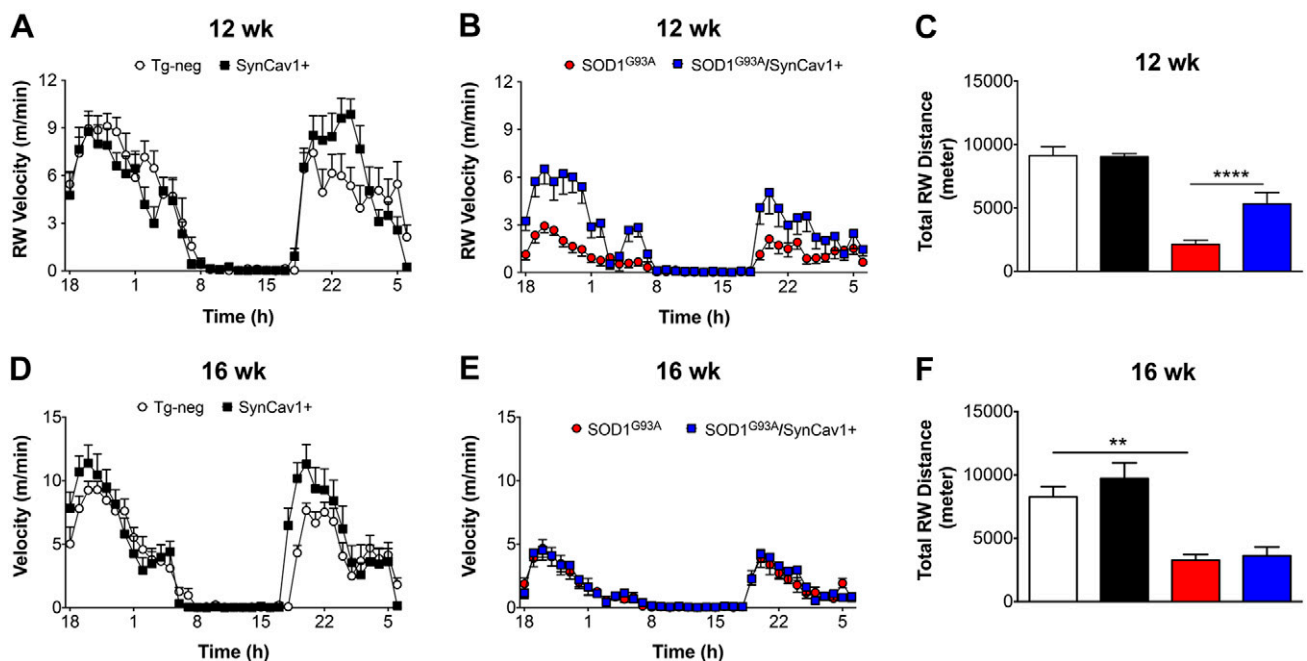 A
12 wk
Tg-neg SynCav1+
RW Velocity (m/min)
12
9
6
3
0
18 1 8 15 22 5
Time (h)
B
12 wk
SOD1G93A SOD1G93A/SynCav1+
RW Velocity (m/min)
12
9
6
3
0
18 1 8 15 22 5
Time (h)
C
12 wk
Total RW Distance
(meter)
15000
10000
5000
0
****
D
16 wk
Tg-neg SynCav1+
Velocity (m/min)
15
10
5
0
18 1 8 15 22 5
Time (h)
E
16 wk
SOD1G93A SOD1G93A/SynCav1+
Velocity (m/min)
15
10
5
0
18 1 8 15 22 5
Time (h)
F
16 wk
Total RW Distance
(meter)
15000
10000
5000
0
**